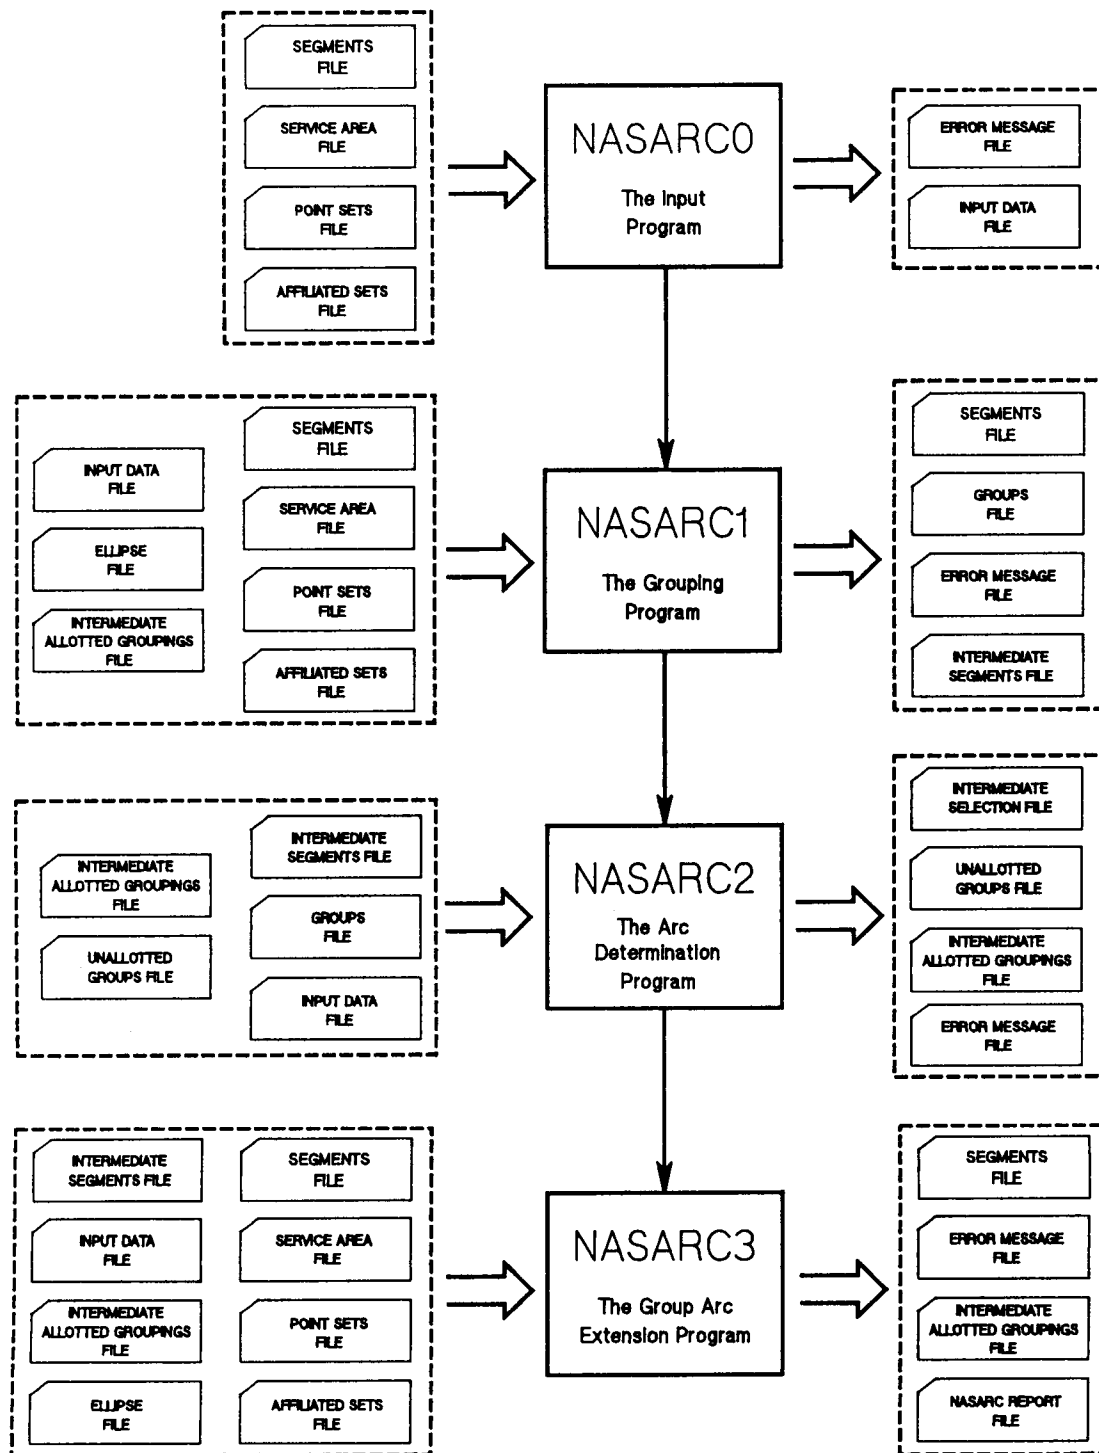 SEGMENTS
FILE
SERVICE AREA
FILE
POINT SETS
FILE
AFFILIATED SETS
FILE
NASARC0
The Input
Program
ERROR MESSAGE
FILE
INPUT DATA
FILE
INPUT DATA
FILE
ELLIPSE
FILE
INTERMEDIATE
ALLOTTED GROUPINGS
FILE
SEGMENTS
FILE
SERVICE AREA
FILE
POINT SETS
FILE
AFFILIATED SETS
FILE
NASARC1
The Grouping
Program
SEGMENTS
FILE
GROUPS
FILE
ERROR MESSAGE
FILE
INTERMEDIATE
SEGMENTS FILE
INTERMEDIATE
ALLOTTED GROUPINGS
FILE
UNALLOTTED
GROUPS FILE
INTERMEDIATE
SEGMENTS FILE
GROUPS
FILE
INPUT DATA
FILE
NASARC2
The Arc
Determination
Program
INTERMEDIATE
SELECTION FILE
UNALLOTTED
GROUPS FILE
INTERMEDIATE
ALLOTTED GROUPINGS
FILE
ERROR MESSAGE
FILE
INTERMEDIATE
SEGMENTS FILE
INPUT DATA
FILE
INTERMEDIATE
ALLOTTED GROUPINGS
FILE
ELLIPSE
FILE
SEGMENTS
FILE
SERVICE AREA
FILE
POINT SETS
FILE
AFFILIATED SETS
FILE
NASARC3
The Group Arc
Extension Program
SEGMENTS
FILE
ERROR MESSAGE
FILE
INTERMEDIATE
ALLOTTED GROUPINGS
FILE
NASARC REPORT
FILE